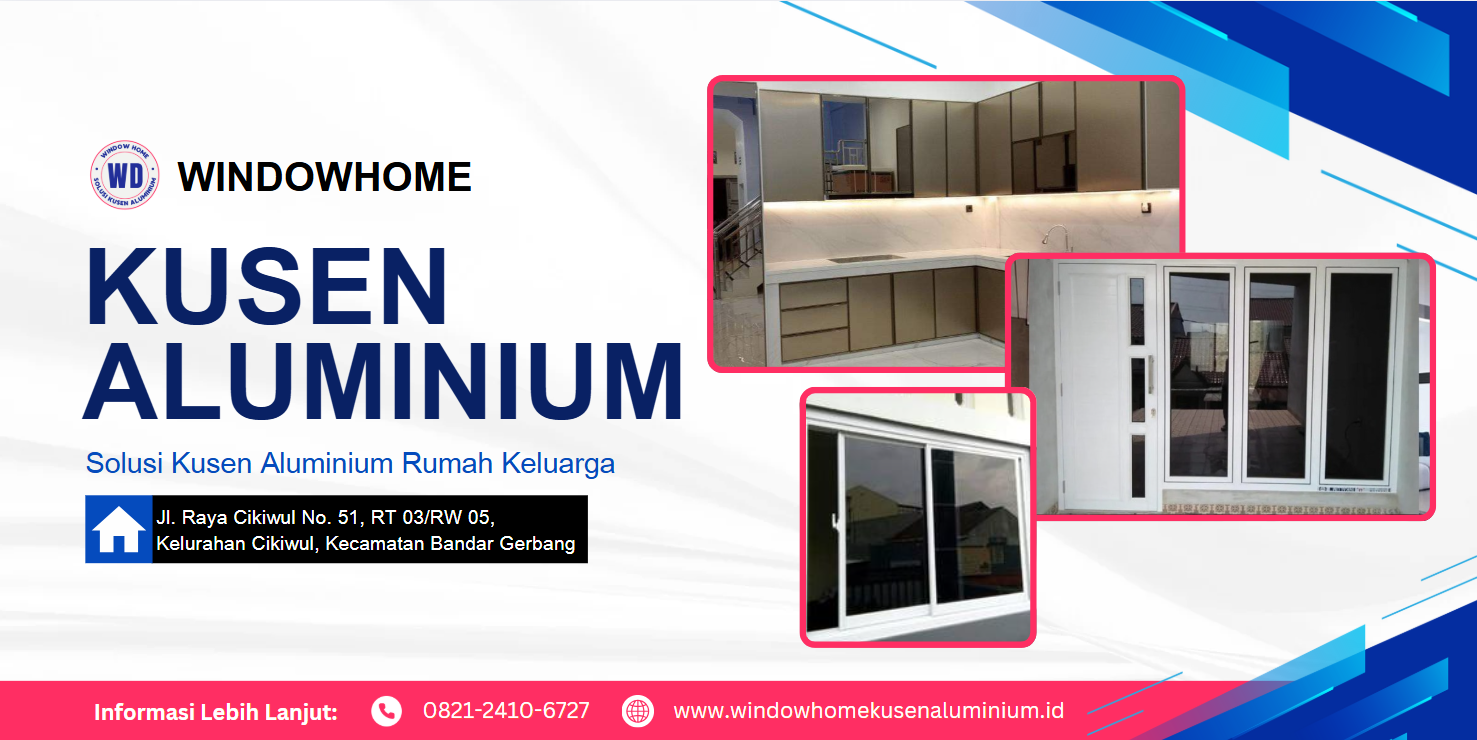 WINDOW HOME
WD
SOLUSI KUSEN ALUMINIUM
WINDOWHOME
KUSEN
ALUMINIUM
Solusi Kusen Aluminium Rumah Keluarga
Jl. Raya Cikiwul No. 51, RT 03/RW 05,
Kelurahan Cikiwul, Kecamatan Bandar Gerbang
Informasi Lebih Lanjut:
0821-2410-6727
www.windowhomekusenaluminium.id